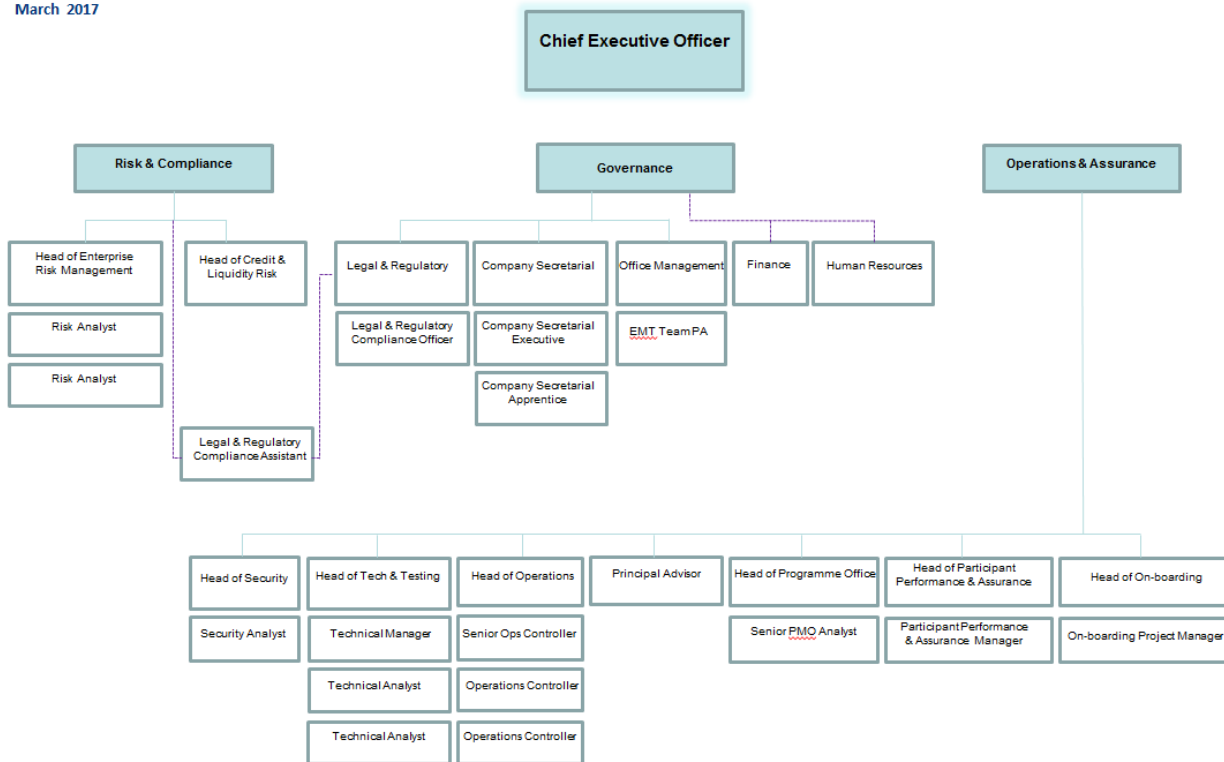 March 2017
Chief Executive Officer
Risk & Compliance
Governance
Operations & Assurance
Head of Enterprise
Risk Management
Head of Credit &
Liquidity Risk
Legal & Regulatory
Company Secretarial
Office Management
Finance
Human Resources
Risk Analyst
Legal & Regulatory
Compliance Officer
Company Secretarial
Executive
EMT Team PA
Risk Analyst
Company Secretarial
Apprentice
Legal & Regulatory
Compliance Assistant
Head of Security
Head of Tech & Testing
Head of Operations
Principal Advisor
Head of Programme Office
Head of Participant
Performance & Assurance
Head of On-boarding
Security Analyst
Technical Manager
Senior Ops Controller
Senior PMO Analyst
Participant Performance
& Assurance Manager
On-boarding Project Manager
Technical Analyst
Operations Controller
Technical Analyst
Operations Controller